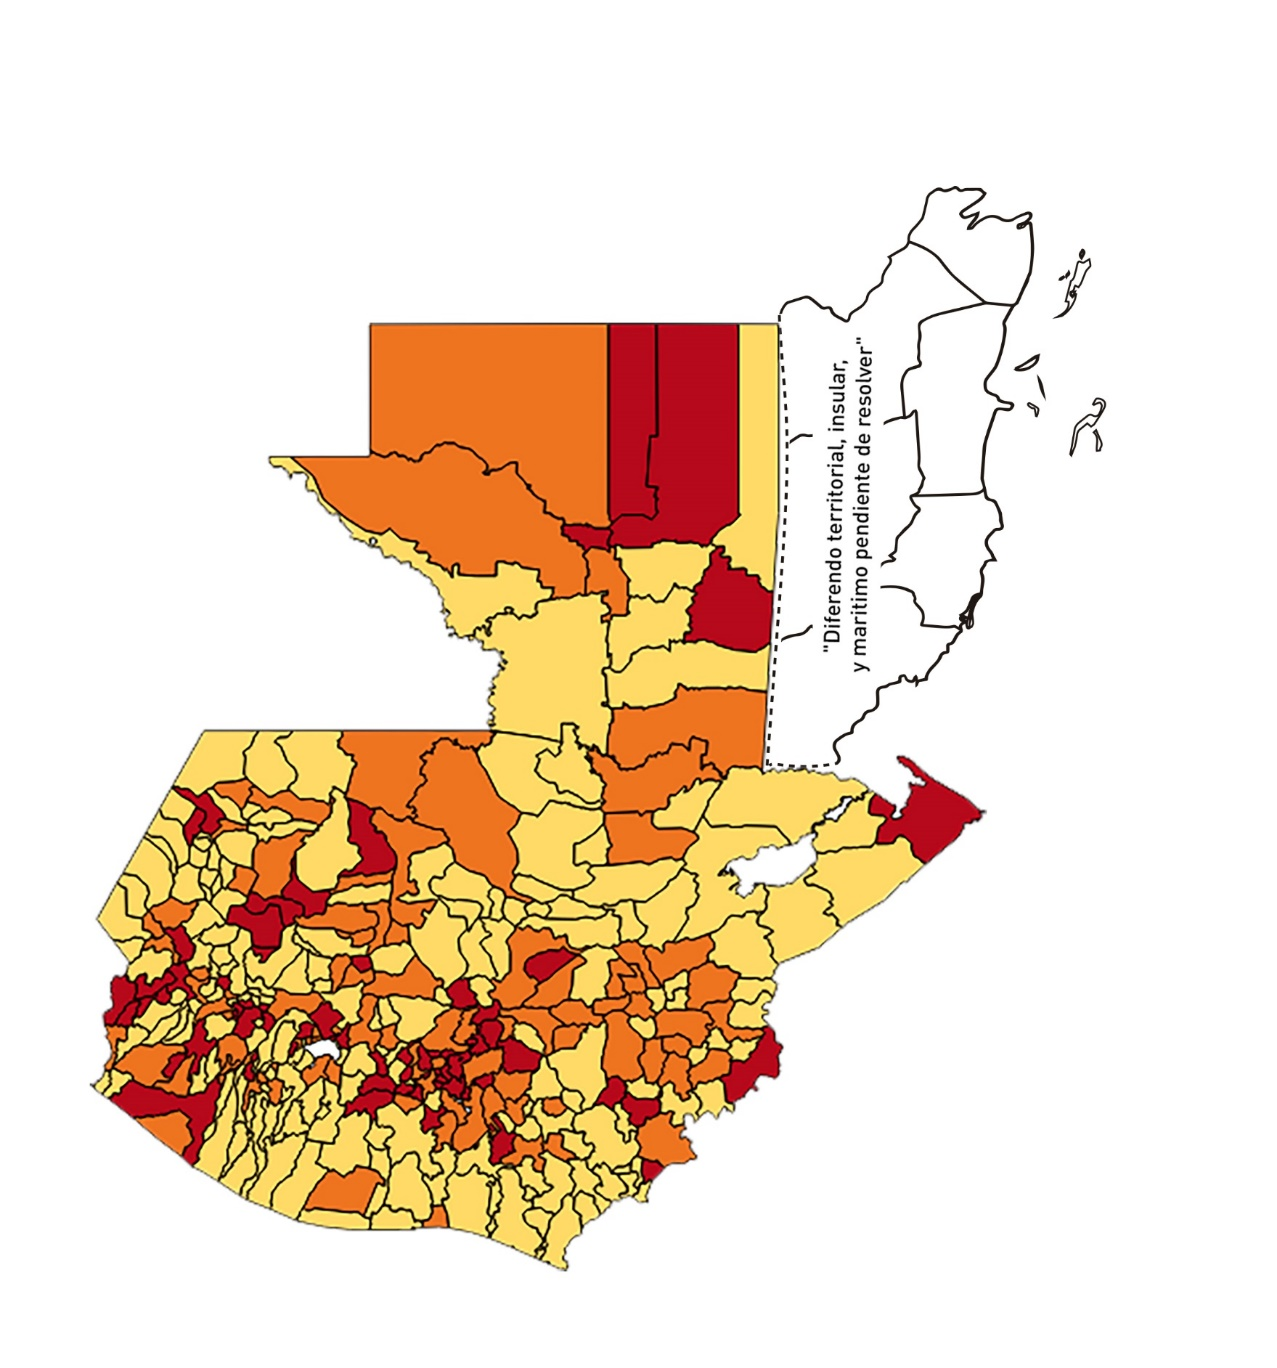 "Diferendo territorial, insular,
y marítimo pendiente de resolver"